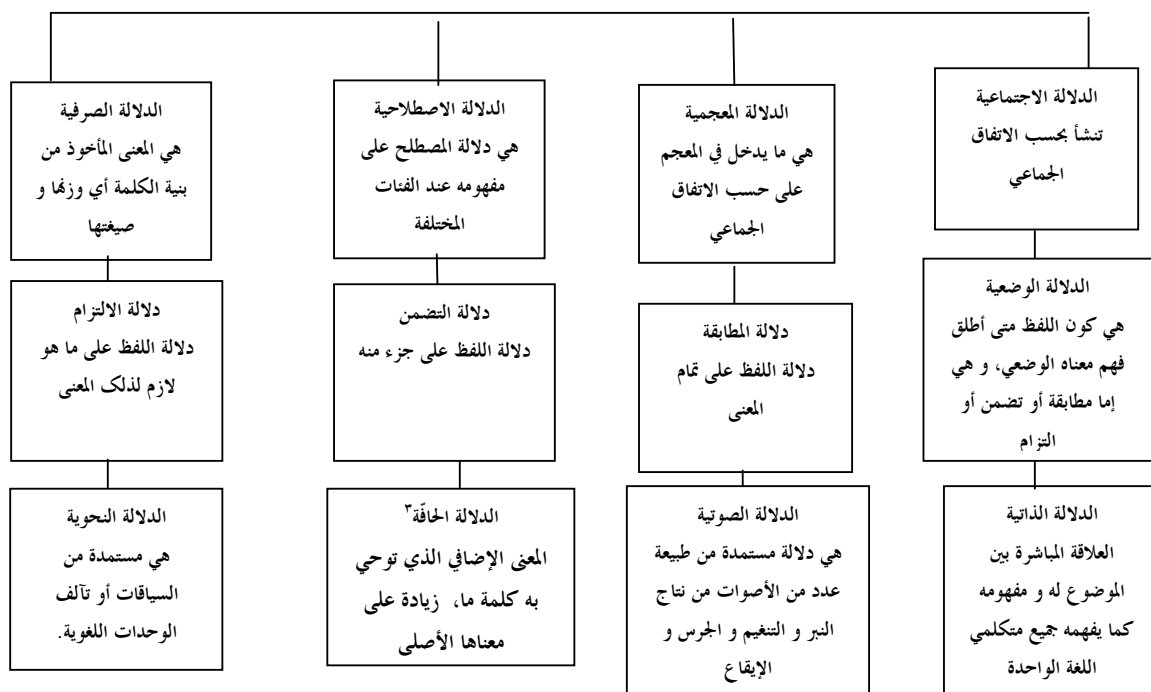 الدلالة الاجتماعية
تنشأ بحسب الاتفاق
الجماعي
الدلالة المعجمية
هي ما يدخل في المعجم
على حسب الاتفاق
الجماعي
الدلالة الاصطلاحية
هي دلالة المصطلح على
مفهومه عند الفئات
المختلفة
الدلالة الصرفية
هي المعنى المأخوذ من
بنية الكلمة أي وزنها و
صيغتها
الدلالة الوضعية
هي كون اللفظ متى أطلق
فهم معناه الوضعي، و هي
إما مطابقة أو تضمن أو
التزام
دلالة المطابقة
دلالة اللفظ على تمام
المعنى
دلالة التضمن
دلالة اللفظ على جزء منه
دلالة الالتزام
دلالة اللفظ على ما هو
لازم لذلک المعنى
الدلالة الذاتية
العلاقة المباشرة بين
الموضوع له و مفهومه
كما يفهمه جميع متكلمي
اللغة الواحدة
الدلالة الصوتية
هي دلالة مستمدة من طبيعة
عدد من الأصوات من نتاج
النبر و التنغيم و الجرس و
الإيقاع
الدلالة الحافّة۳
المعنى الإضافي الذي توحي
به كلمة ما، زيادة على
معناها الأصلى
الدلالة النحوية
هي مستمدة من
السياقات أو تآلف
الوحدات اللغوية.